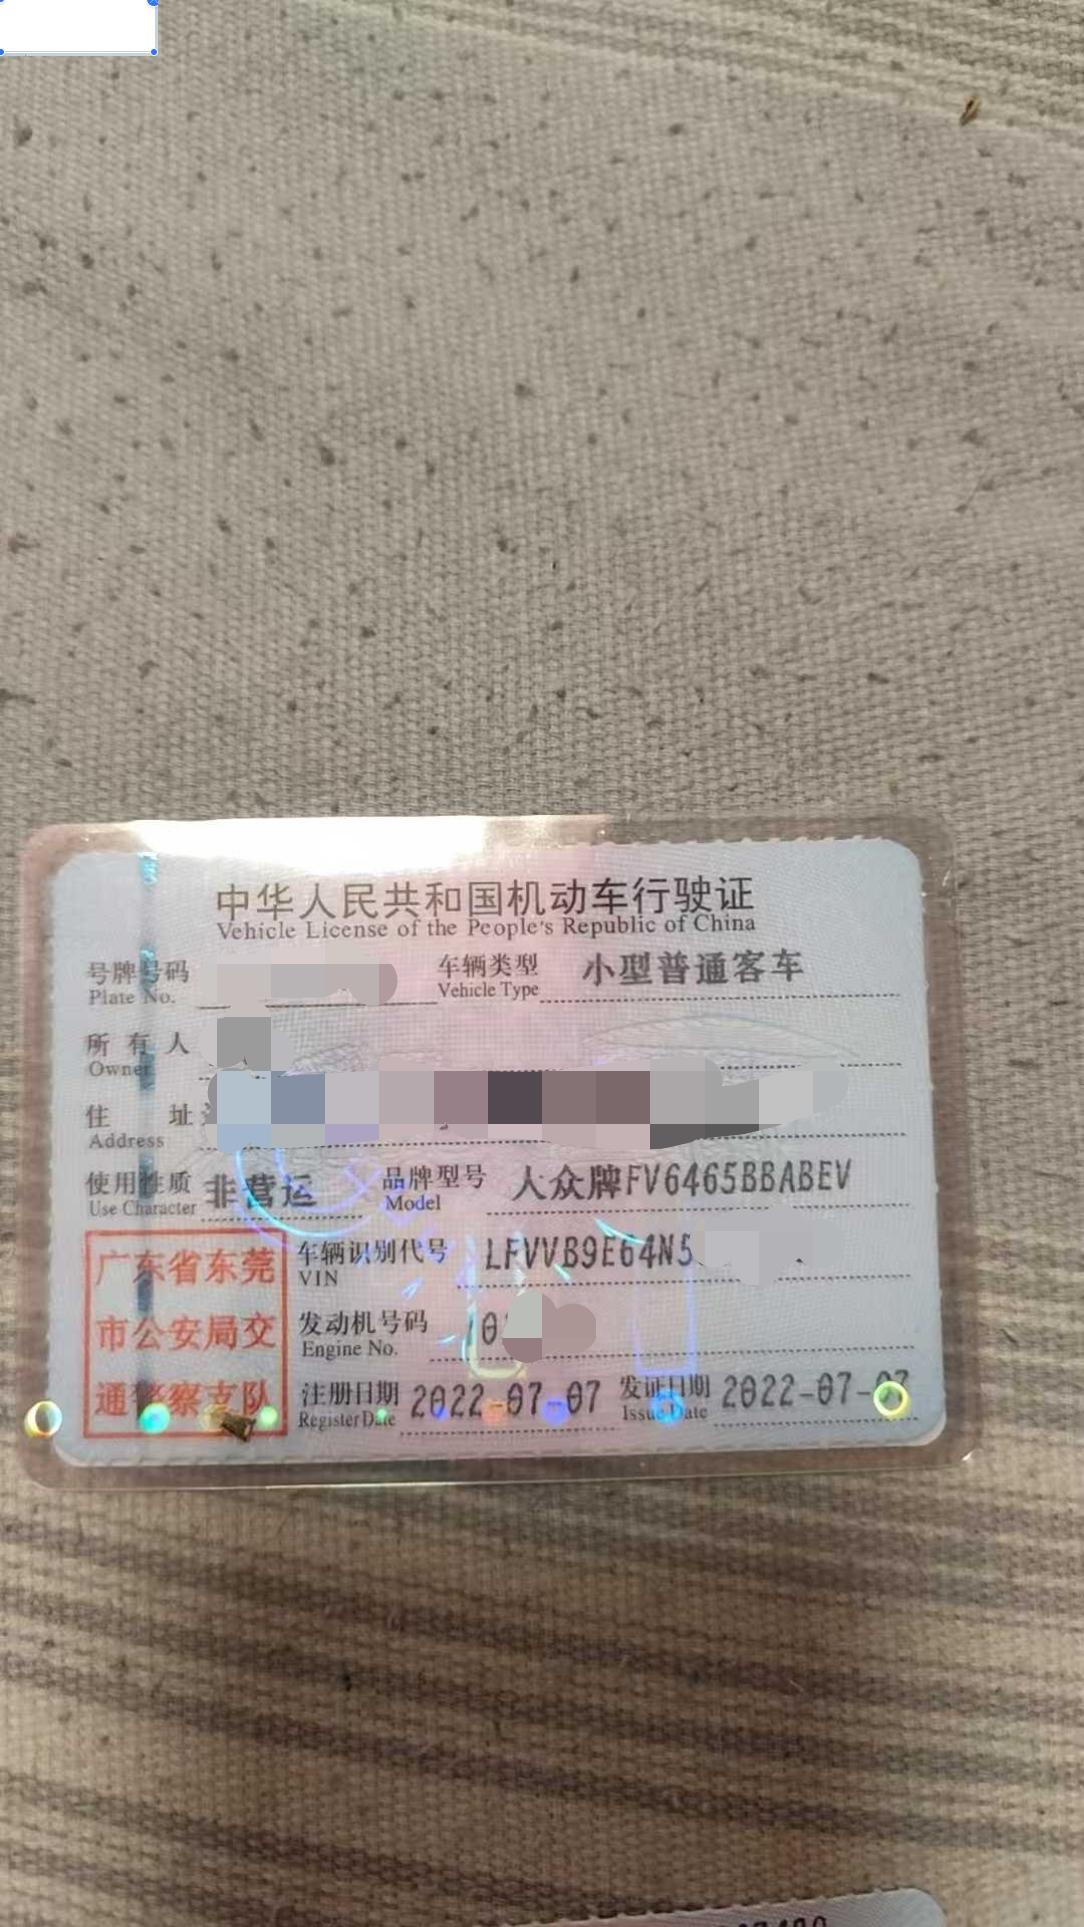 中华人民共和国机动车行驶证
Vehicle License of the People's Republic of China
号牌号码
Plate No.
车辆类型 小型普通客车
Vehicle Type
所有人
Owner
住址
Address
使用性质 非营运
Use Character
品牌型号 大众牌FV6465BBABEV
Model
车辆识别代号 LFVVB9E64N5
VIN
发动机号码
Engine No.
注册日期 2022-07-07
Register Date
发证日期 2022-07-07
Issue Date
广东省东莞
市公安局交
通警察支队